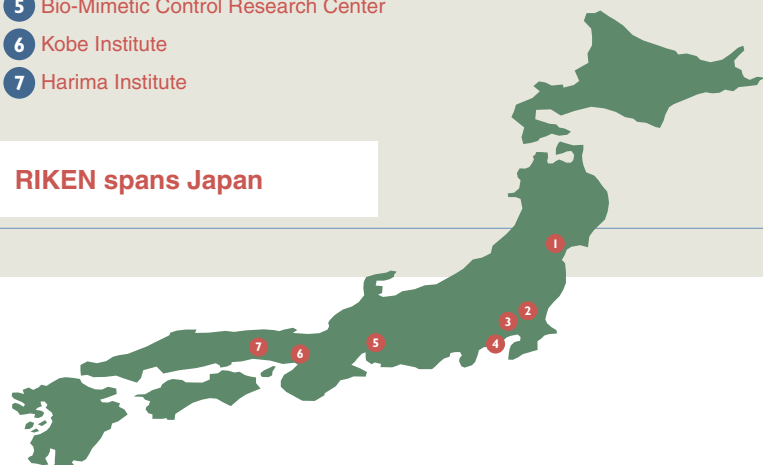 5 Bio-Mimetic Control Research Center
6 Kobe Institute
7 Harima Institute
RIKEN spans Japan
1
2
3
4
5
6
7